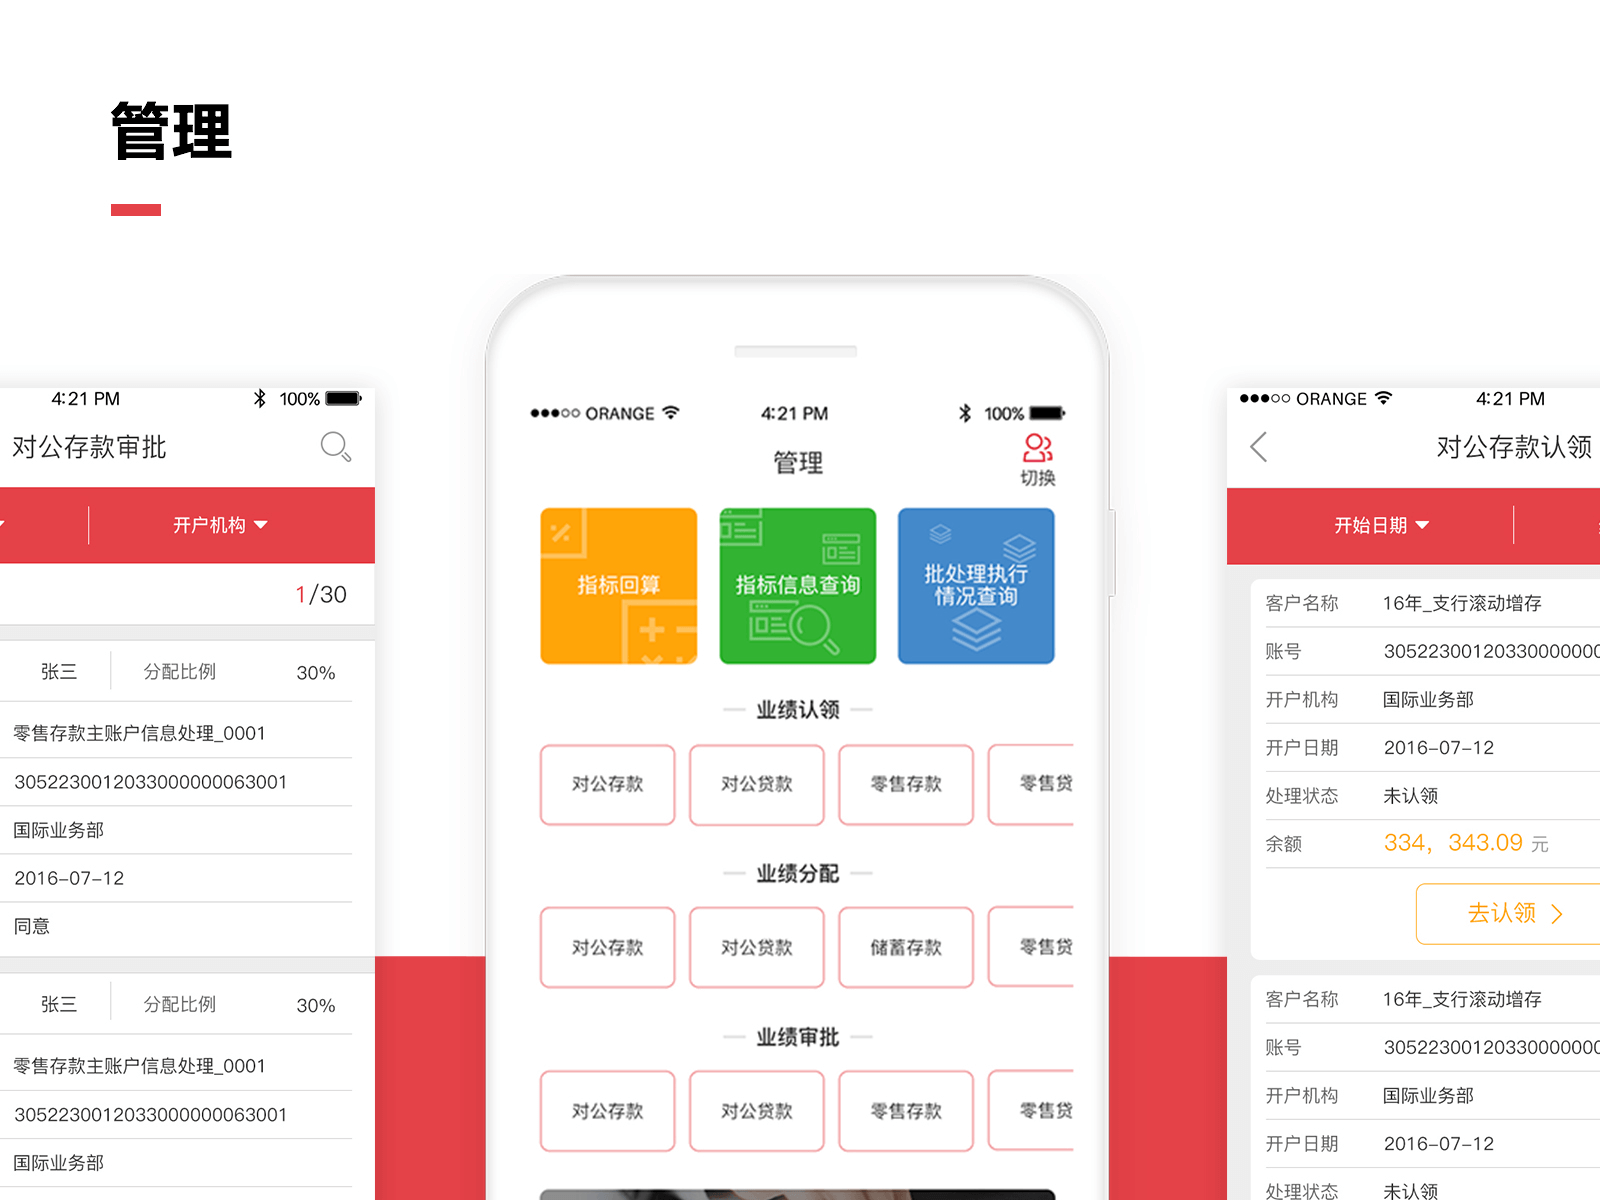 管理
4:21 PM
100%
对公存款审批
开户机构
1/30
张三
分配比例
30%
零售存款主账户信息处理_0001
3052230012033000000063001
国际业务部
2016-07-12
同意
张三
分配比例
30%
零售存款主账户信息处理_0001
3052230012033000000063001
国际业务部
ORANGE
4:21 PM
100%
管理
切换
指标回算
指标信息查询
批处理执行
情况查询
业绩认领
对公存款
对公贷款
零售存款
零售贷
业绩分配
对公存款
对公贷款
储蓄存款
零售贷
业绩审批
对公存款
对公贷款
零售存款
零售贷
ORANGE
4:21 PM
对公存款认领
开始日期
客户名称 16年_支行滚动增存
账号 30522300120330000000
开户机构 国际业务部
开户日期 2016-07-12
处理状态 未认领
余额 334，343.09 元
去认领
客户名称 16年_支行滚动增存
账号 30522300120330000000
开户机构 国际业务部
开户日期 2016-07-12
处理状态 未认领